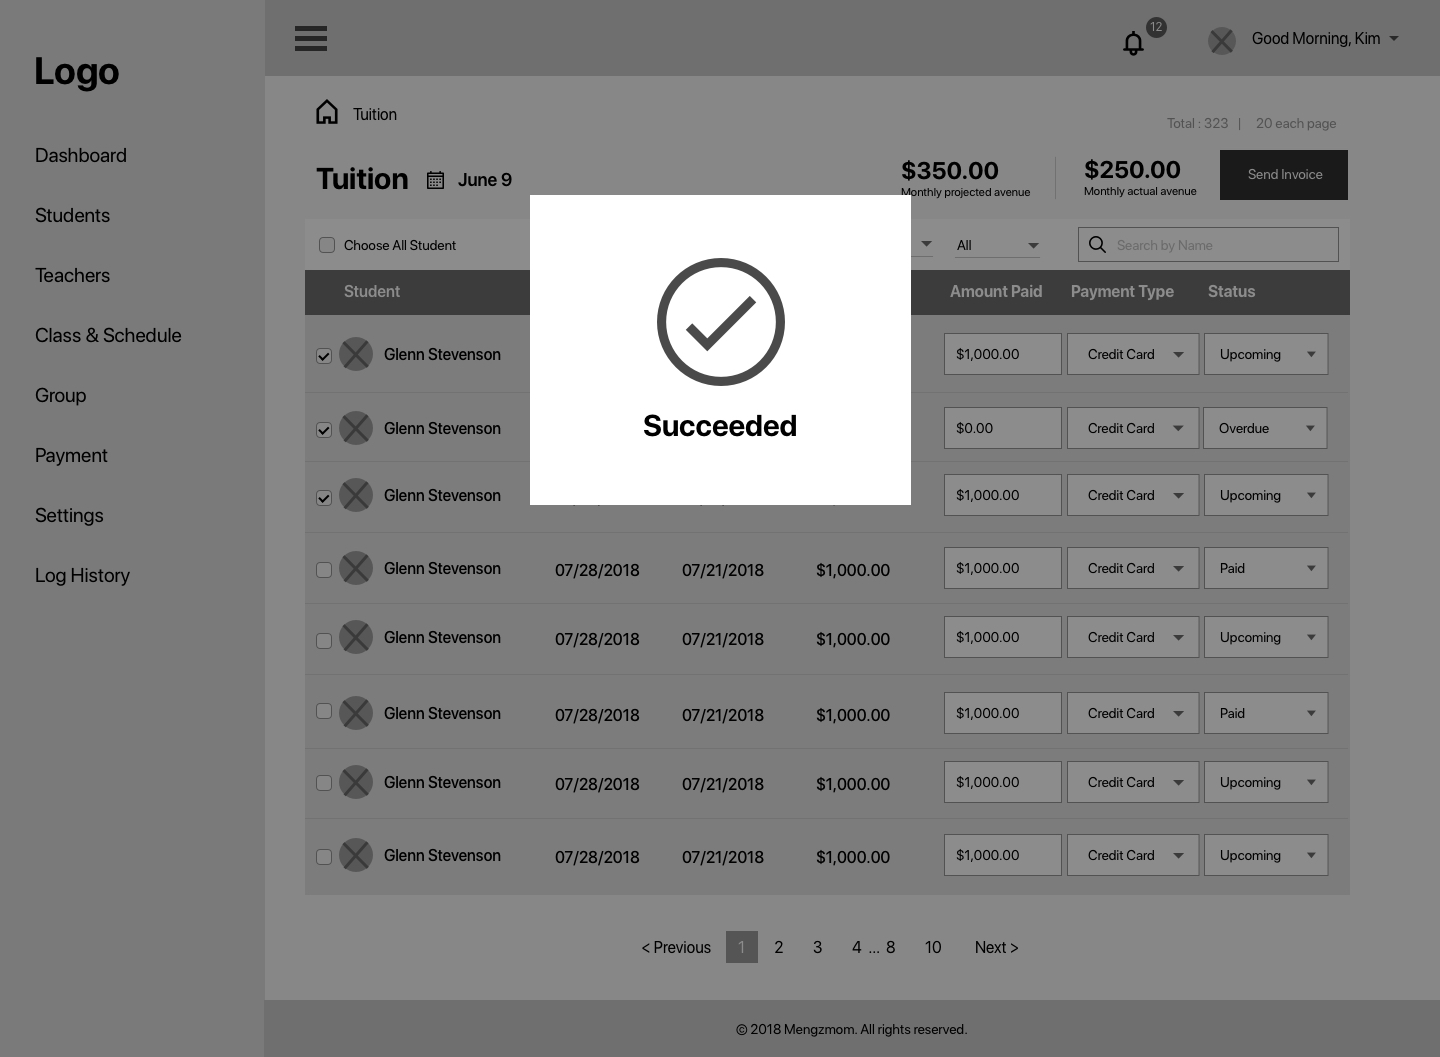 Logo
Dashboard
Students
Teachers
Class & Schedule
Group
Payment
Settings
Log History
12
Good Morning, Kim
Tuition
Total : 323 | 20 each page
Tuition June 9
$350.00
Monthly projected avenue
$250.00
Monthly actual avenue
Send Invoice
Choose All Student
All
Search by Name
Student Amount Paid Payment Type Status
Glenn Stevenson $1,000.00 Credit Card Upcoming
Glenn Stevenson $0.00 Credit Card Overdue
Glenn Stevenson $1,000.00 Credit Card Upcoming
Succeeded
Glenn Stevenson 07/28/2018 07/21/2018 $1,000.00 $1,000.00 Credit Card Paid
Glenn Stevenson 07/28/2018 07/21/2018 $1,000.00 $1,000.00 Credit Card Upcoming
Glenn Stevenson 07/28/2018 07/21/2018 $1,000.00 $1,000.00 Credit Card Paid
Glenn Stevenson 07/28/2018 07/21/2018 $1,000.00 $1,000.00 Credit Card Upcoming
Glenn Stevenson 07/28/2018 07/21/2018 $1,000.00 $1,000.00 Credit Card Upcoming
< Previous 1 2 3 4 ... 8 10 Next >
© 2018 Mengzmom. All rights reserved.